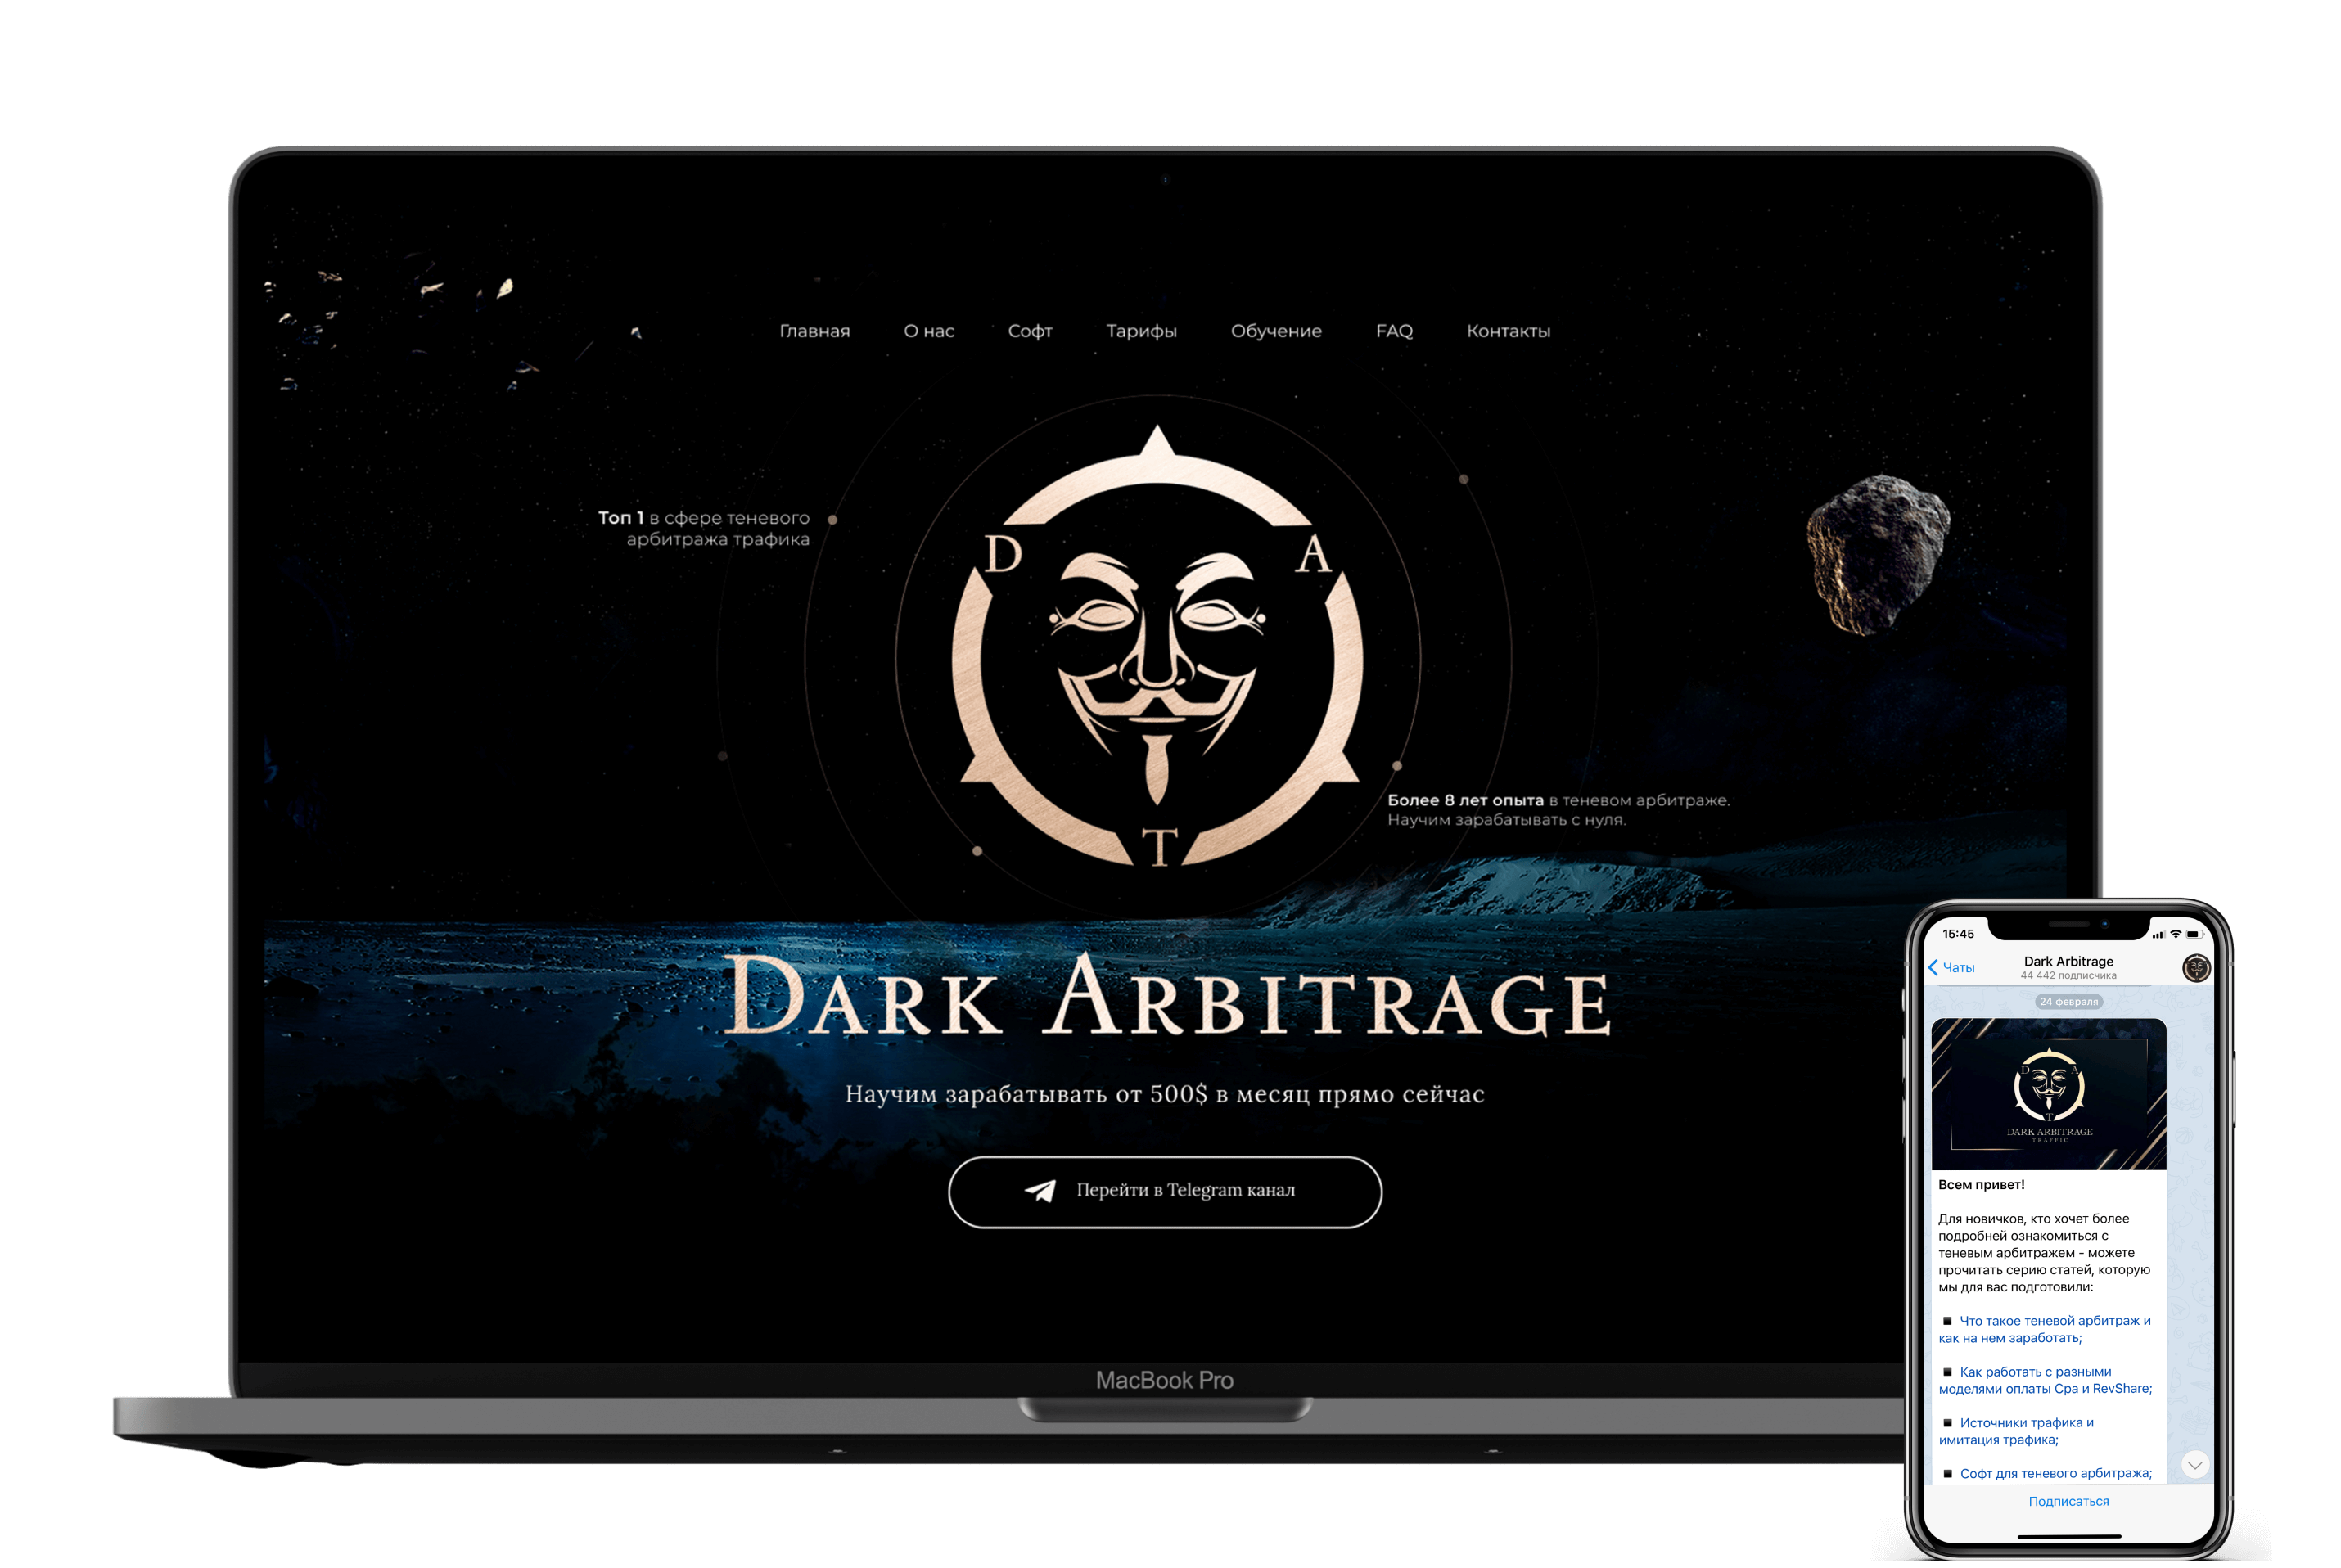 Главная О нас Софт Тарифы Обучение FAQ Контакты
Топ 1 в сфере теневого
арбитража трафика
D A
T
Более 8 лет опыта в теневом арбитраже.
Научим зарабатывать с нуля.
DARK ARBITRAGE
Научим зарабатывать от 500$ в месяц прямо сейчас
Перейти в Telegram канал
MacBook Pro
15:45
Чаты
Dark Arbitrage
44 442 подписчика
24 февраля
D A
T
DARK ARBITRAGE
TRAFFIC
Всем привет!
Для новичков, кто хочет более
подробней ознакомиться с
теневым арбитражем - можете
прочитать серию статей, которую
мы для вас подготовили:
Что такое теневой арбитраж и
как на нем заработать;
Как работать с разными
моделями оплаты Cpa и RevShare;
Источники трафика и
имитация трафика;
Софт для теневого арбитража;
Подписаться